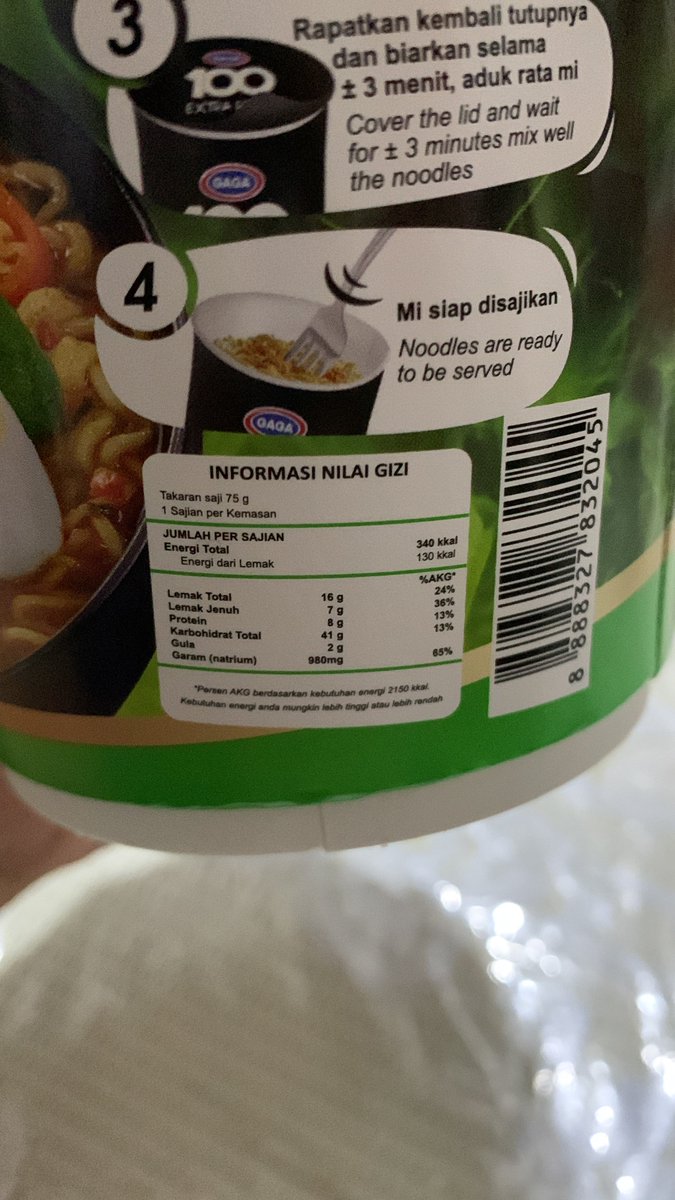 3
Rapatkan kembali tutupnya
dan biarkan selama
± 3 menit, aduk rata mi
Cover the lid and wait
for ± 3 minutes mix well
the noodles
GAGA
100
EXTRA
GAGA
4
Mi siap disajikan
Noodles are ready
to be served
GAGA
INFORMASI NILAI GIZI
Takaran saji 75 g
1 Sajian per Kemasan
JUMLAH PER SAJIAN
Energi Total 340 kkal
Energi dari Lemak 130 kkal
%AKG*
Lemak Total 16 g 24%
Lemak Jenuh 7 g 36%
Protein 8 g 13%
Karbohidrat Total 41 g 13%
Gula 2 g
Garam (natrium) 980mg 65%
*Persen AKG berdasarkan kebutuhan energi 2150 kkal.
Kebutuhan energi anda mungkin lebih tinggi atau lebih rendah
8 888327 832045